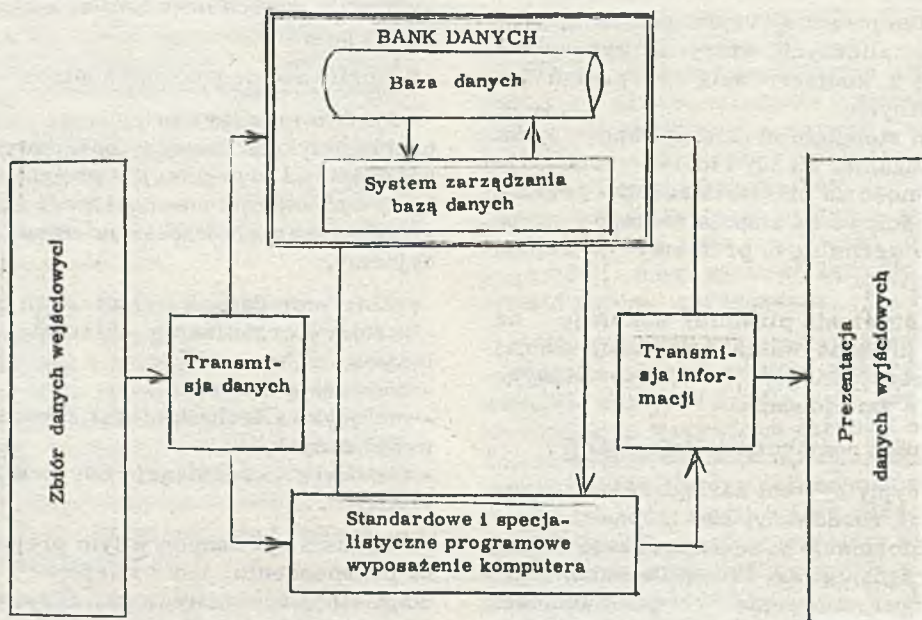 BANK DANYCH
Baza danych
System zarządzania
bazą danych
Zbiór danych wejściowycl
Transmi-
sja danych
Transmi-
sja infor-
macji
Prezentacja
danych wyjściowych
Standardowe i specja-
listyczne programowe
wyposażenie komputera